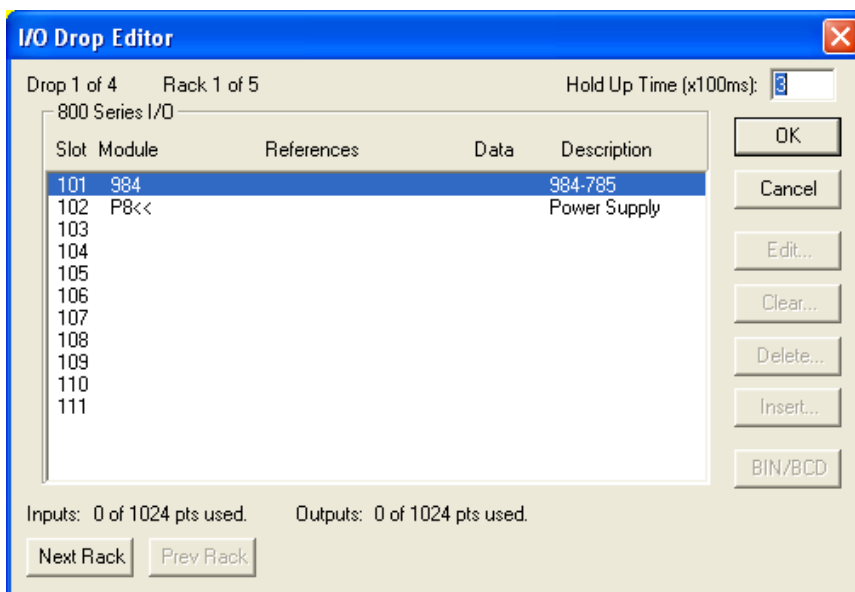 I/O Drop Editor
Drop 1 of 4 Rack 1 of 5 Hold Up Time (x100ms): 3
800 Series I/O
OK
Slot Module References Data Description
101 984 984-785
Cancel
102 P8<< Power Supply
103
104
Edit...
105
106
Clear...
107
108
Delete...
109
110
111
Insert...
BIN/BCD
Inputs: 0 of 1024 pts used. Outputs: 0 of 1024 pts used.
Next Rack Prev Rack